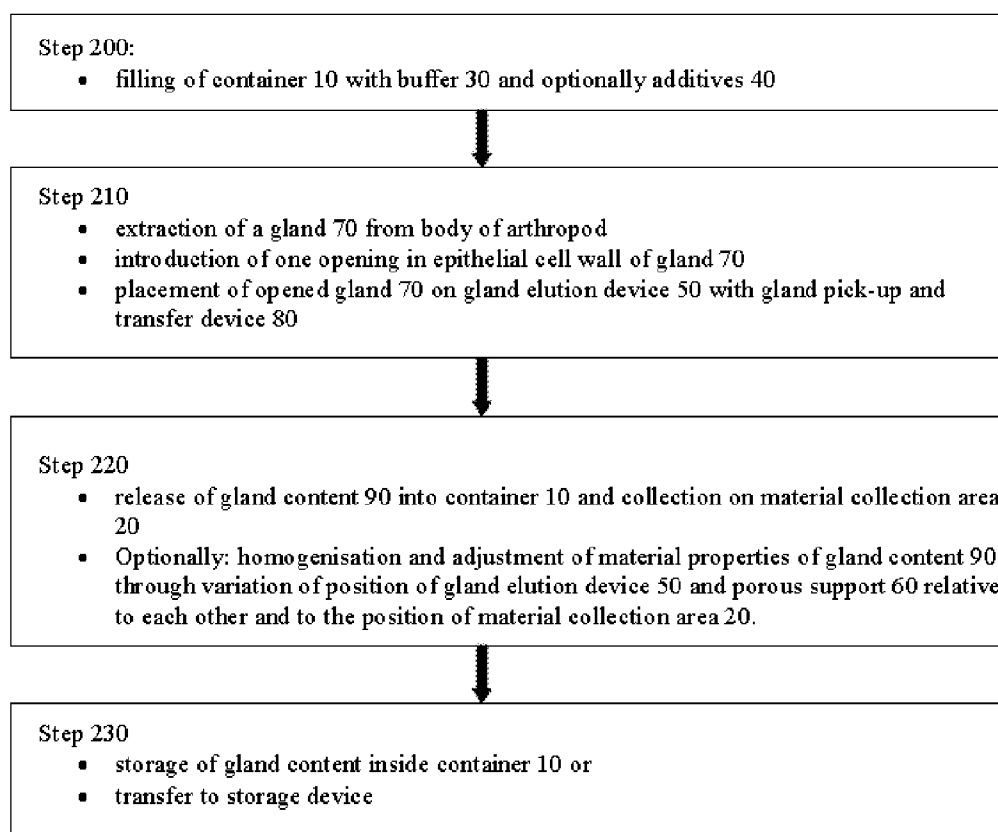 Step 200:
• filling of container 10 with buffer 30 and optionally additives 40
Step 210
• extraction of a gland 70 from body of arthropod
• introduction of one opening in epithelial cell wall of gland 70
• placement of opened gland 70 on gland elution device 50 with gland pick-up and
transfer device 80
Step 220
• release of gland content 90 into container 10 and collection on material collection area
20
• Optionally: homogenisation and adjustment of material properties of gland content 90
through variation of position of gland elution device 50 and porous support 60 relative
to each other and to the position of material collection area 20.
Step 230
• storage of gland content inside container 10 or
• transfer to storage device